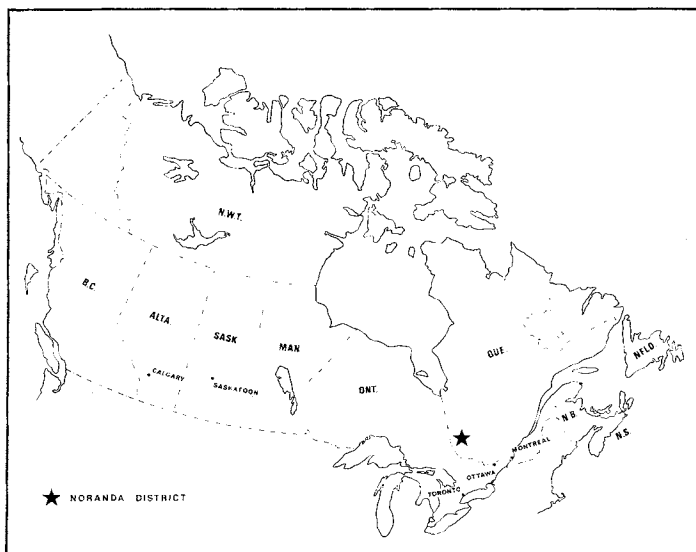 N.W.T.
B.C.
ALTA.
SASK
MAN.
ONT.
QUE.
NFLD.
N.B.
N.S.
CALGARY
SASKATOON
MONTREAL
OTTAWA
TORONTO
★ NORANDA DISTRICT